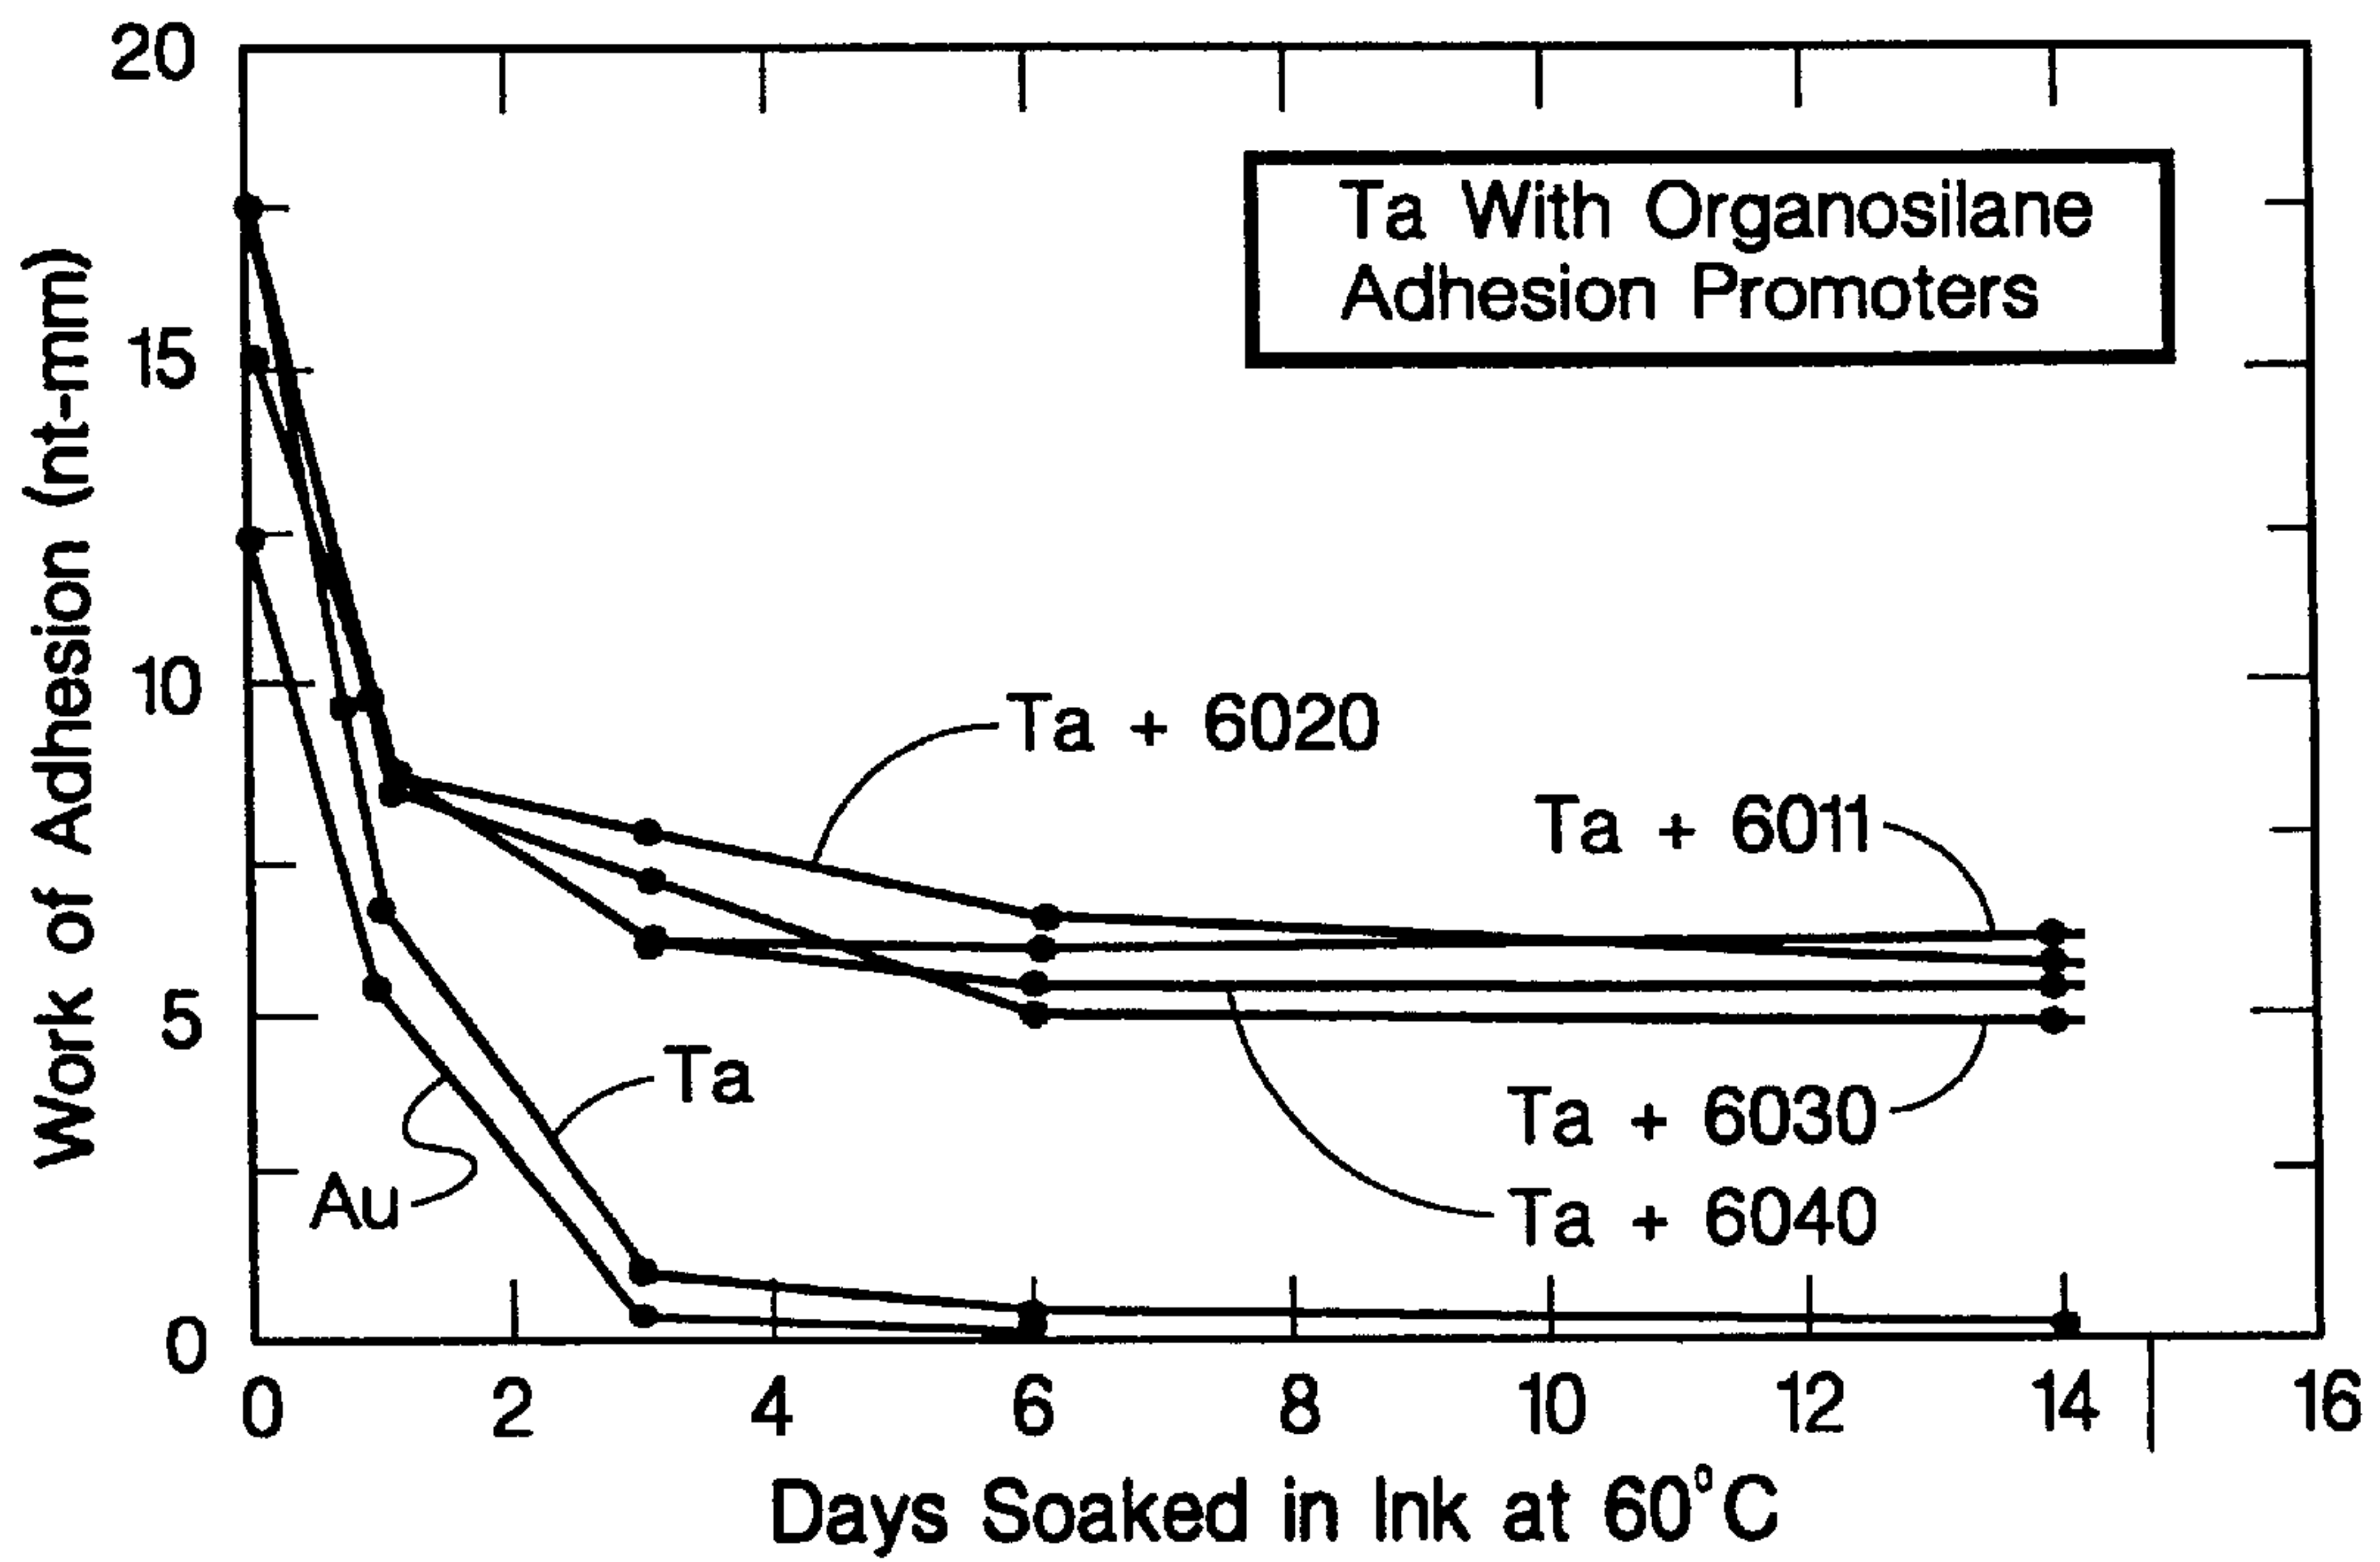 20
15
10
5
0
Work of Adhesion (nt-mm)
Ta With Organosilane
Adhesion Promoters
Ta + 6020
Ta + 6011
Ta
Au
Ta + 6030
Ta + 6040
0 2 4 6 8 10 12 14 16
Days Soaked in Ink at 60°C